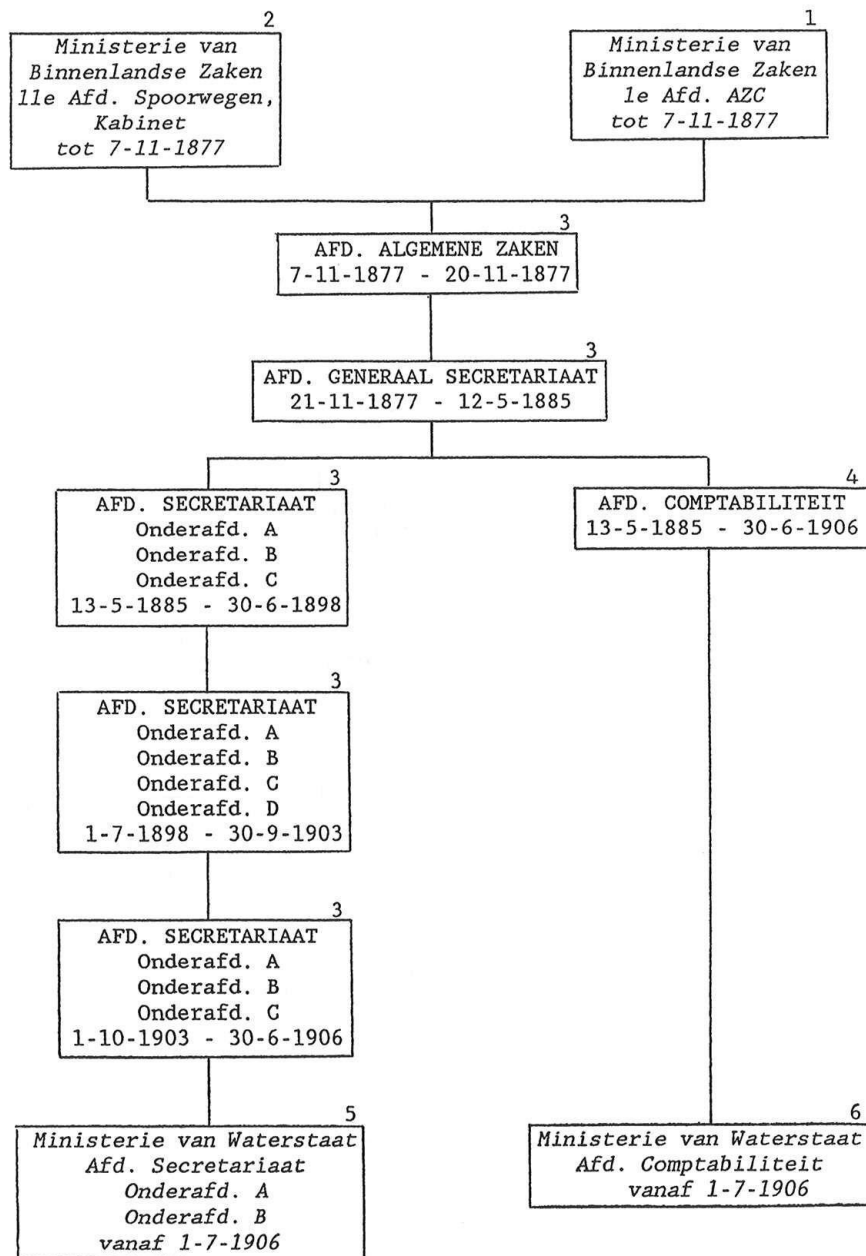 2
Ministerie van
Binnenlandse Zaken
11e Afd. Spoorwegen,
Kabinet
tot 7-11-1877
1
Ministerie van
Binnenlandse Zaken
1e Afd. AZC
tot 7-11-1877
3
AFD. ALGEMENE ZAKEN
7-11-1877 - 20-11-1877
3
AFD. GENERAAL SECRETARIAAT
21-11-1877 - 12-5-1885
3
AFD. SECRETARIAAT
Onderafd. A
Onderafd. B
Onderafd. C
13-5-1885 - 30-6-1898
4
AFD. COMPTABILITEIT
13-5-1885 - 30-6-1906
3
AFD. SECRETARIAAT
Onderafd. A
Onderafd. B
Onderafd. C
Onderafd. D
1-7-1898 - 30-9-1903
3
AFD. SECRETARIAAT
Onderafd. A
Onderafd. B
Onderafd. C
1-10-1903 - 30-6-1906
5
Ministerie van Waterstaat
Afd. Secretariaat
Onderafd. A
Onderafd. B
vanaf 1-7-1906
6
Ministerie van Waterstaat
Afd. Comptabiliteit
vanaf 1-7-1906